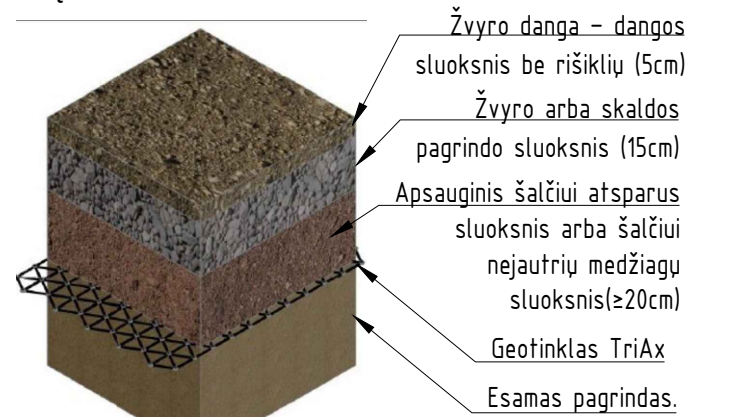 Žvyro danga – dangos
sluoksnis be rišiklių (5cm)
Žvyro arba skaldos
pagrindo sluoksnis (15cm)
Apsauginis šalčiui atsparus
sluoksnis arba šalčiui
nejautrių medžiagų
sluoksnis(≥20cm)
Geotinklas TriAx
Esamas pagrindas.